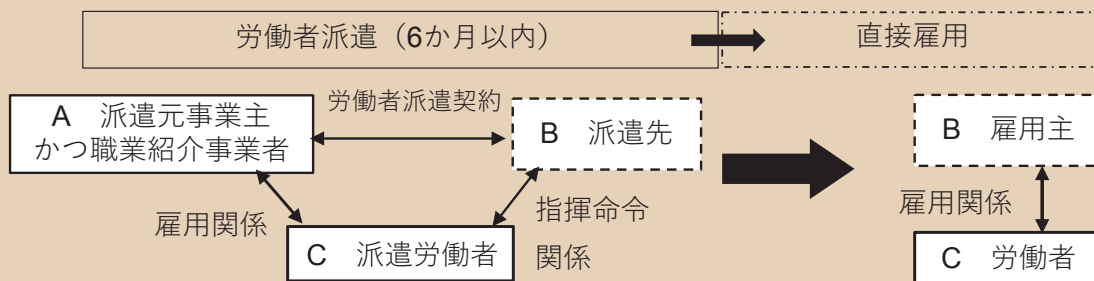 労働者派遣（6か月以内）
直接雇用
労働者派遣契約
A　派遣元事業主
かつ職業紹介事業者
B　派遣先
B　雇用主
雇用関係
指揮命令
関係
雇用関係
C　派遣労働者
C　労働者